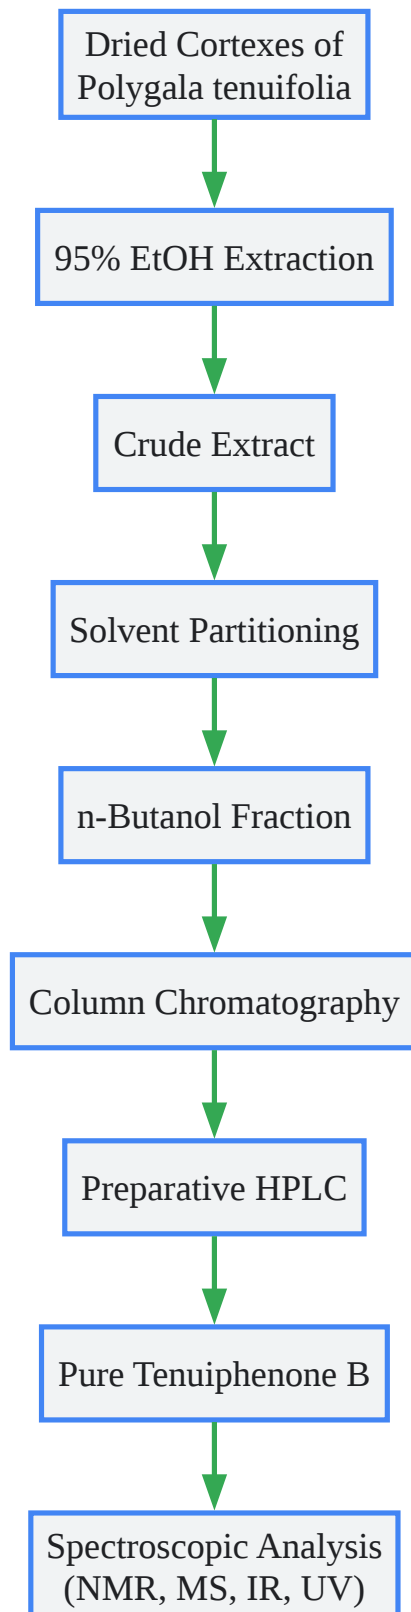 Dried Cortexes of
Polygala tenuifolia
95% EtOH Extraction
Crude Extract
Solvent Partitioning
n-Butanol Fraction
Column Chromatography
Preparative HPLC
Pure Tenuiphenone B
Spectroscopic Analysis
(NMR, MS, IR, UV)